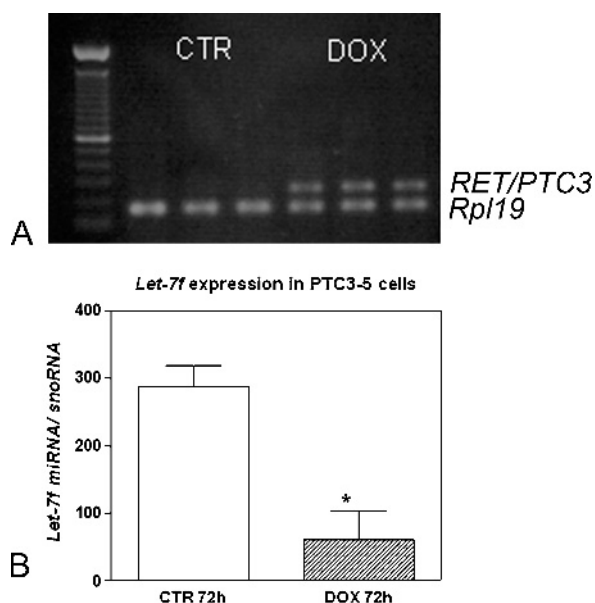 CTR DOX
RET/PTC3
Rpl19
A
Let-7f expression in PTC3-5 cells
Let-7f miRNA/ snoRNA
400
300
200
100
0
*
CTR 72h DOX 72h
B